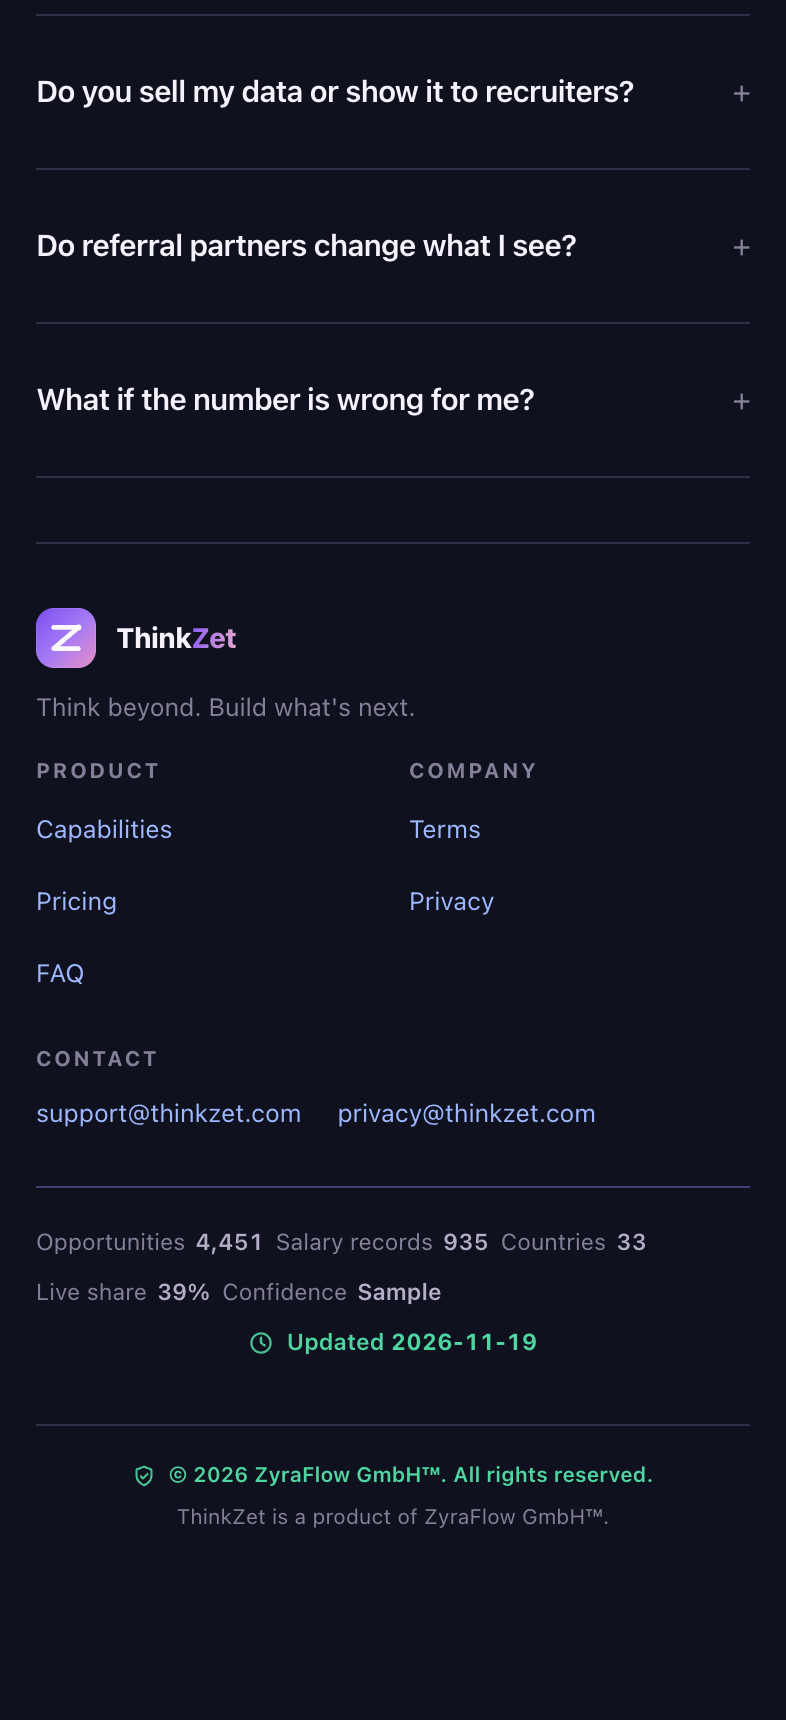 Do you sell my data or show it to recruiters? +
Do referral partners change what I see? +
What if the number is wrong for me? +
ThinkZet
Think beyond. Build what's next.
PRODUCT
Capabilities
Pricing
FAQ
COMPANY
Terms
Privacy
CONTACT
support@thinkzet.com privacy@thinkzet.com
Opportunities 4,451 Salary records 935 Countries 33
Live share 39% Confidence Sample
Updated 2026-11-19
© 2026 ZyraFlow GmbH™. All rights reserved.
ThinkZet is a product of ZyraFlow GmbH™.